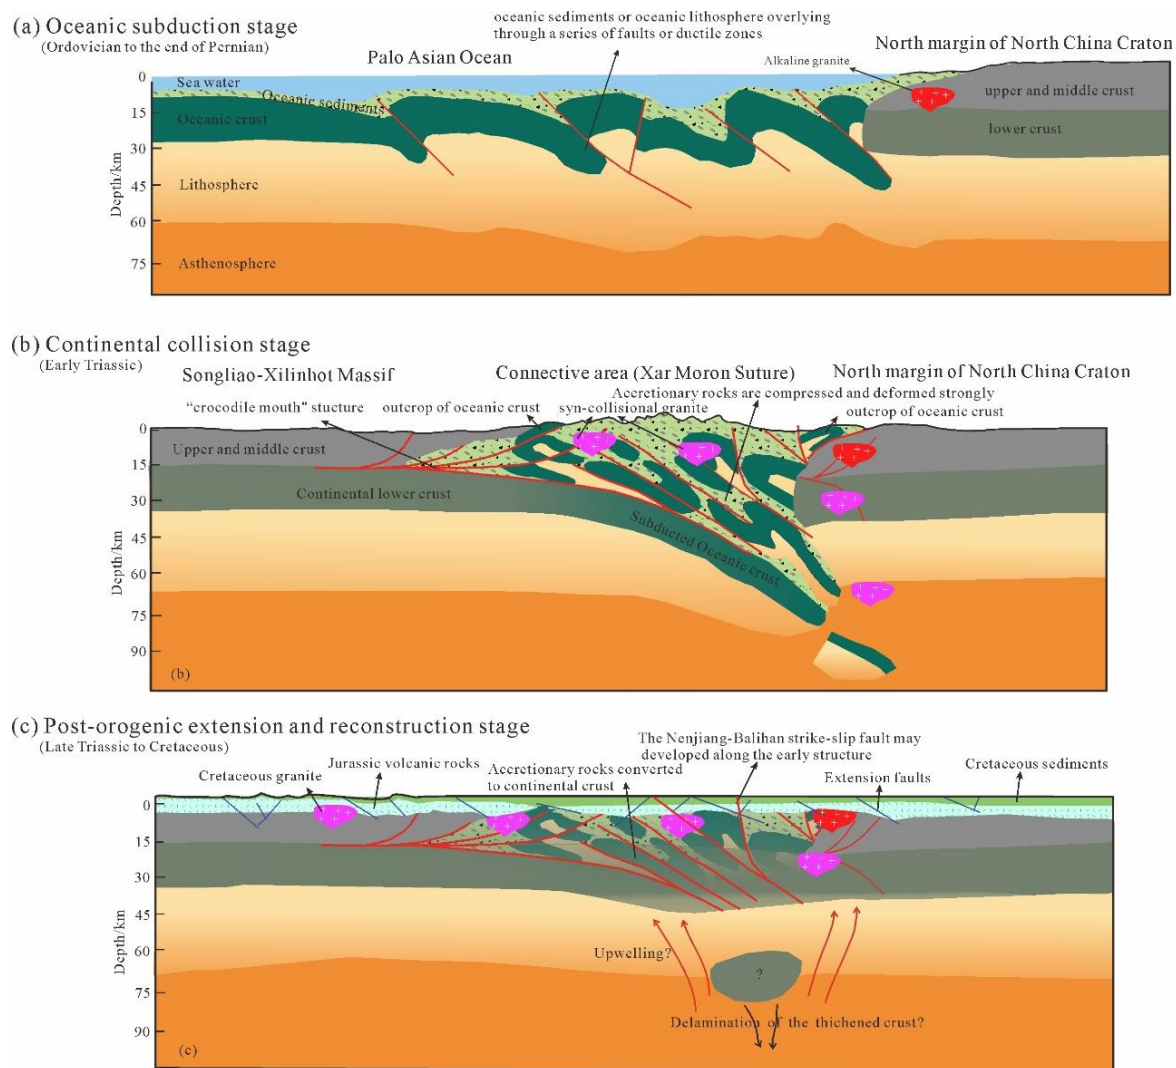 (a) Oceanic subduction stage
(Ordovician to the end of Pernian)
oceanic sediments or oceanic lithosphere overlying
through a series of faults or ductile zones
Palo Asian Ocean
North margin of North China Craton
Alkaline granite
Sea water
Oceanic sediments
Oceanic crust
upper and middle crust
lower crust
Lithosphere
Asthenosphere
Depth/km
0
15
30
45
60
75
(b) Continental collision stage
(Early Triassic)
Songliao-Xilinhot Massif
Connective area (Xar Moron Suture)
North margin of North China Craton
Accretionary rocks are compressed and deformed strongly
"crocodile mouth" stucture
outcrop of oceanic crust
syn-collisional granite
outcrop of oceanic crust
Upper and middle crust
Continental lower crust
Subducted Oceanic crust
Depth/km
0
15
30
45
60
75
90
(b)
(c) Post-orogenic extension and reconstruction stage
(Late Triassic to Cretaceous)
The Nenjiang-Balihan strike-slip fault may
developed along the early structure
Cretaceous granite
Jurassic volcanic rocks
Accretionary rocks converted
to continental crust
Extension faults
Cretaceous sediments
Depth/km
0
15
30
45
60
75
90
Upwelling?
?
Delamination of the thichened crust?
(c)